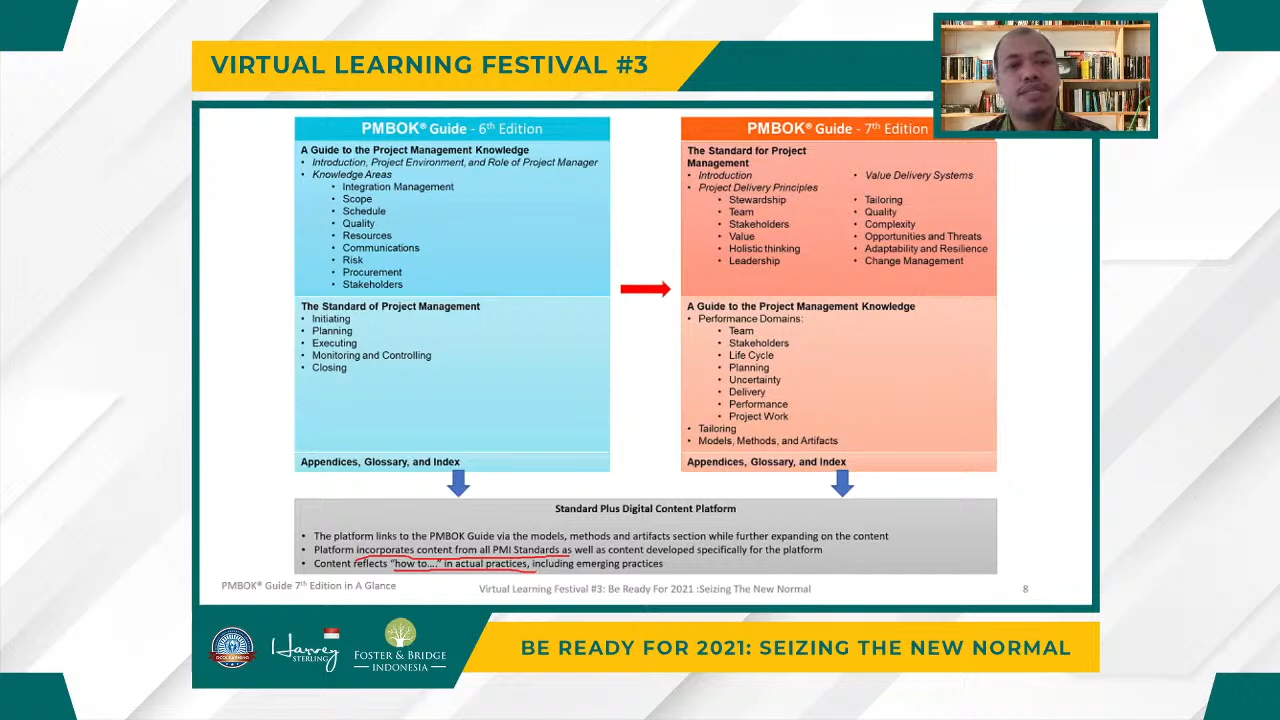 VIRTUAL LEARNING FESTIVAL #3
PMBOK® Guide - 6th Edition
A Guide to the Project Management Knowledge
• Introduction, Project Environment, and Role of Project Manager
• Knowledge Areas
• Integration Management
• Scope
• Schedule
• Quality
• Resources
• Communications
• Risk
• Procurement
• Stakeholders
The Standard of Project Management
• Initiating
• Planning
• Executing
• Monitoring and Controlling
• Closing
Appendices, Glossary, and Index
PMBOK® Guide - 7th Edition
The Standard for Project
Management
• Introduction
• Project Delivery Principles
• Stewardship
• Team
• Stakeholders
• Value
• Holistic thinking
• Leadership
• Value Delivery Systems
• Tailoring
• Quality
• Complexity
• Opportunities and Threats
• Adaptability and Resilience
• Change Management
A Guide to the Project Management Knowledge
• Performance Domains:
• Team
• Stakeholders
• Life Cycle
• Planning
• Uncertainty
• Delivery
• Performance
• Project Work
• Tailoring
• Models, Methods, and Artifacts
Appendices, Glossary, and Index
Standard Plus Digital Content Platform
• The platform links to the PMBOK Guide via the models, methods and artifacts section while further expanding on the content
• Platform incorporates content from all PMI Standards as well as content developed specifically for the platform
• Content reflects "how to...." in actual practices, including emerging practices
PMBOK® Guide 7th Edition in A Glance
Virtual Learning Festival #3: Be Ready For 2021 :Seizing The New Normal
8
Harvey
STERLING
FOSTER & BRIDGE
INDONESIA
BE READY FOR 2021: SEIZING THE NEW NORMAL